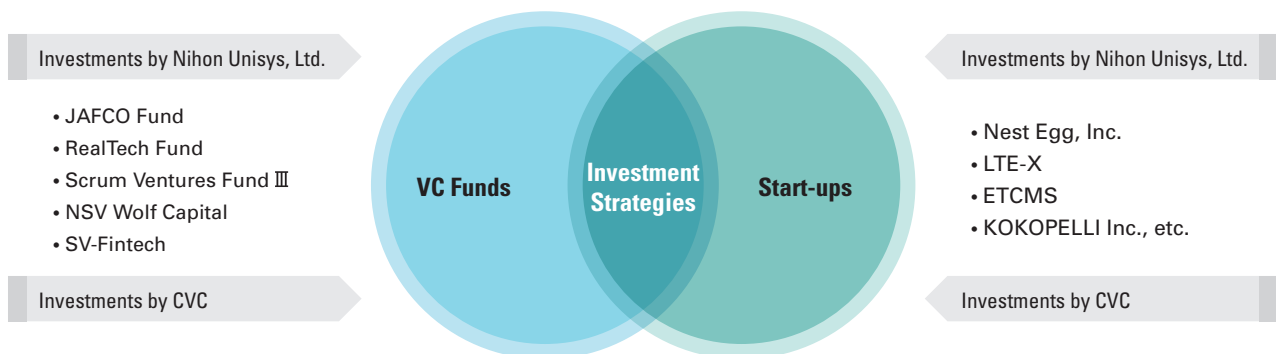 Investments by Nihon Unisys, Ltd.
• JAFCO Fund
• RealTech Fund
• Scrum Ventures Fund Ⅲ
• NSV Wolf Capital
• SV-Fintech
Investments by CVC
VC Funds
Investment
Strategies
Start-ups
Investments by Nihon Unisys, Ltd.
• Nest Egg, Inc.
• LTE-X
• ETCMS
• KOKOPELLI Inc., etc.
Investments by CVC